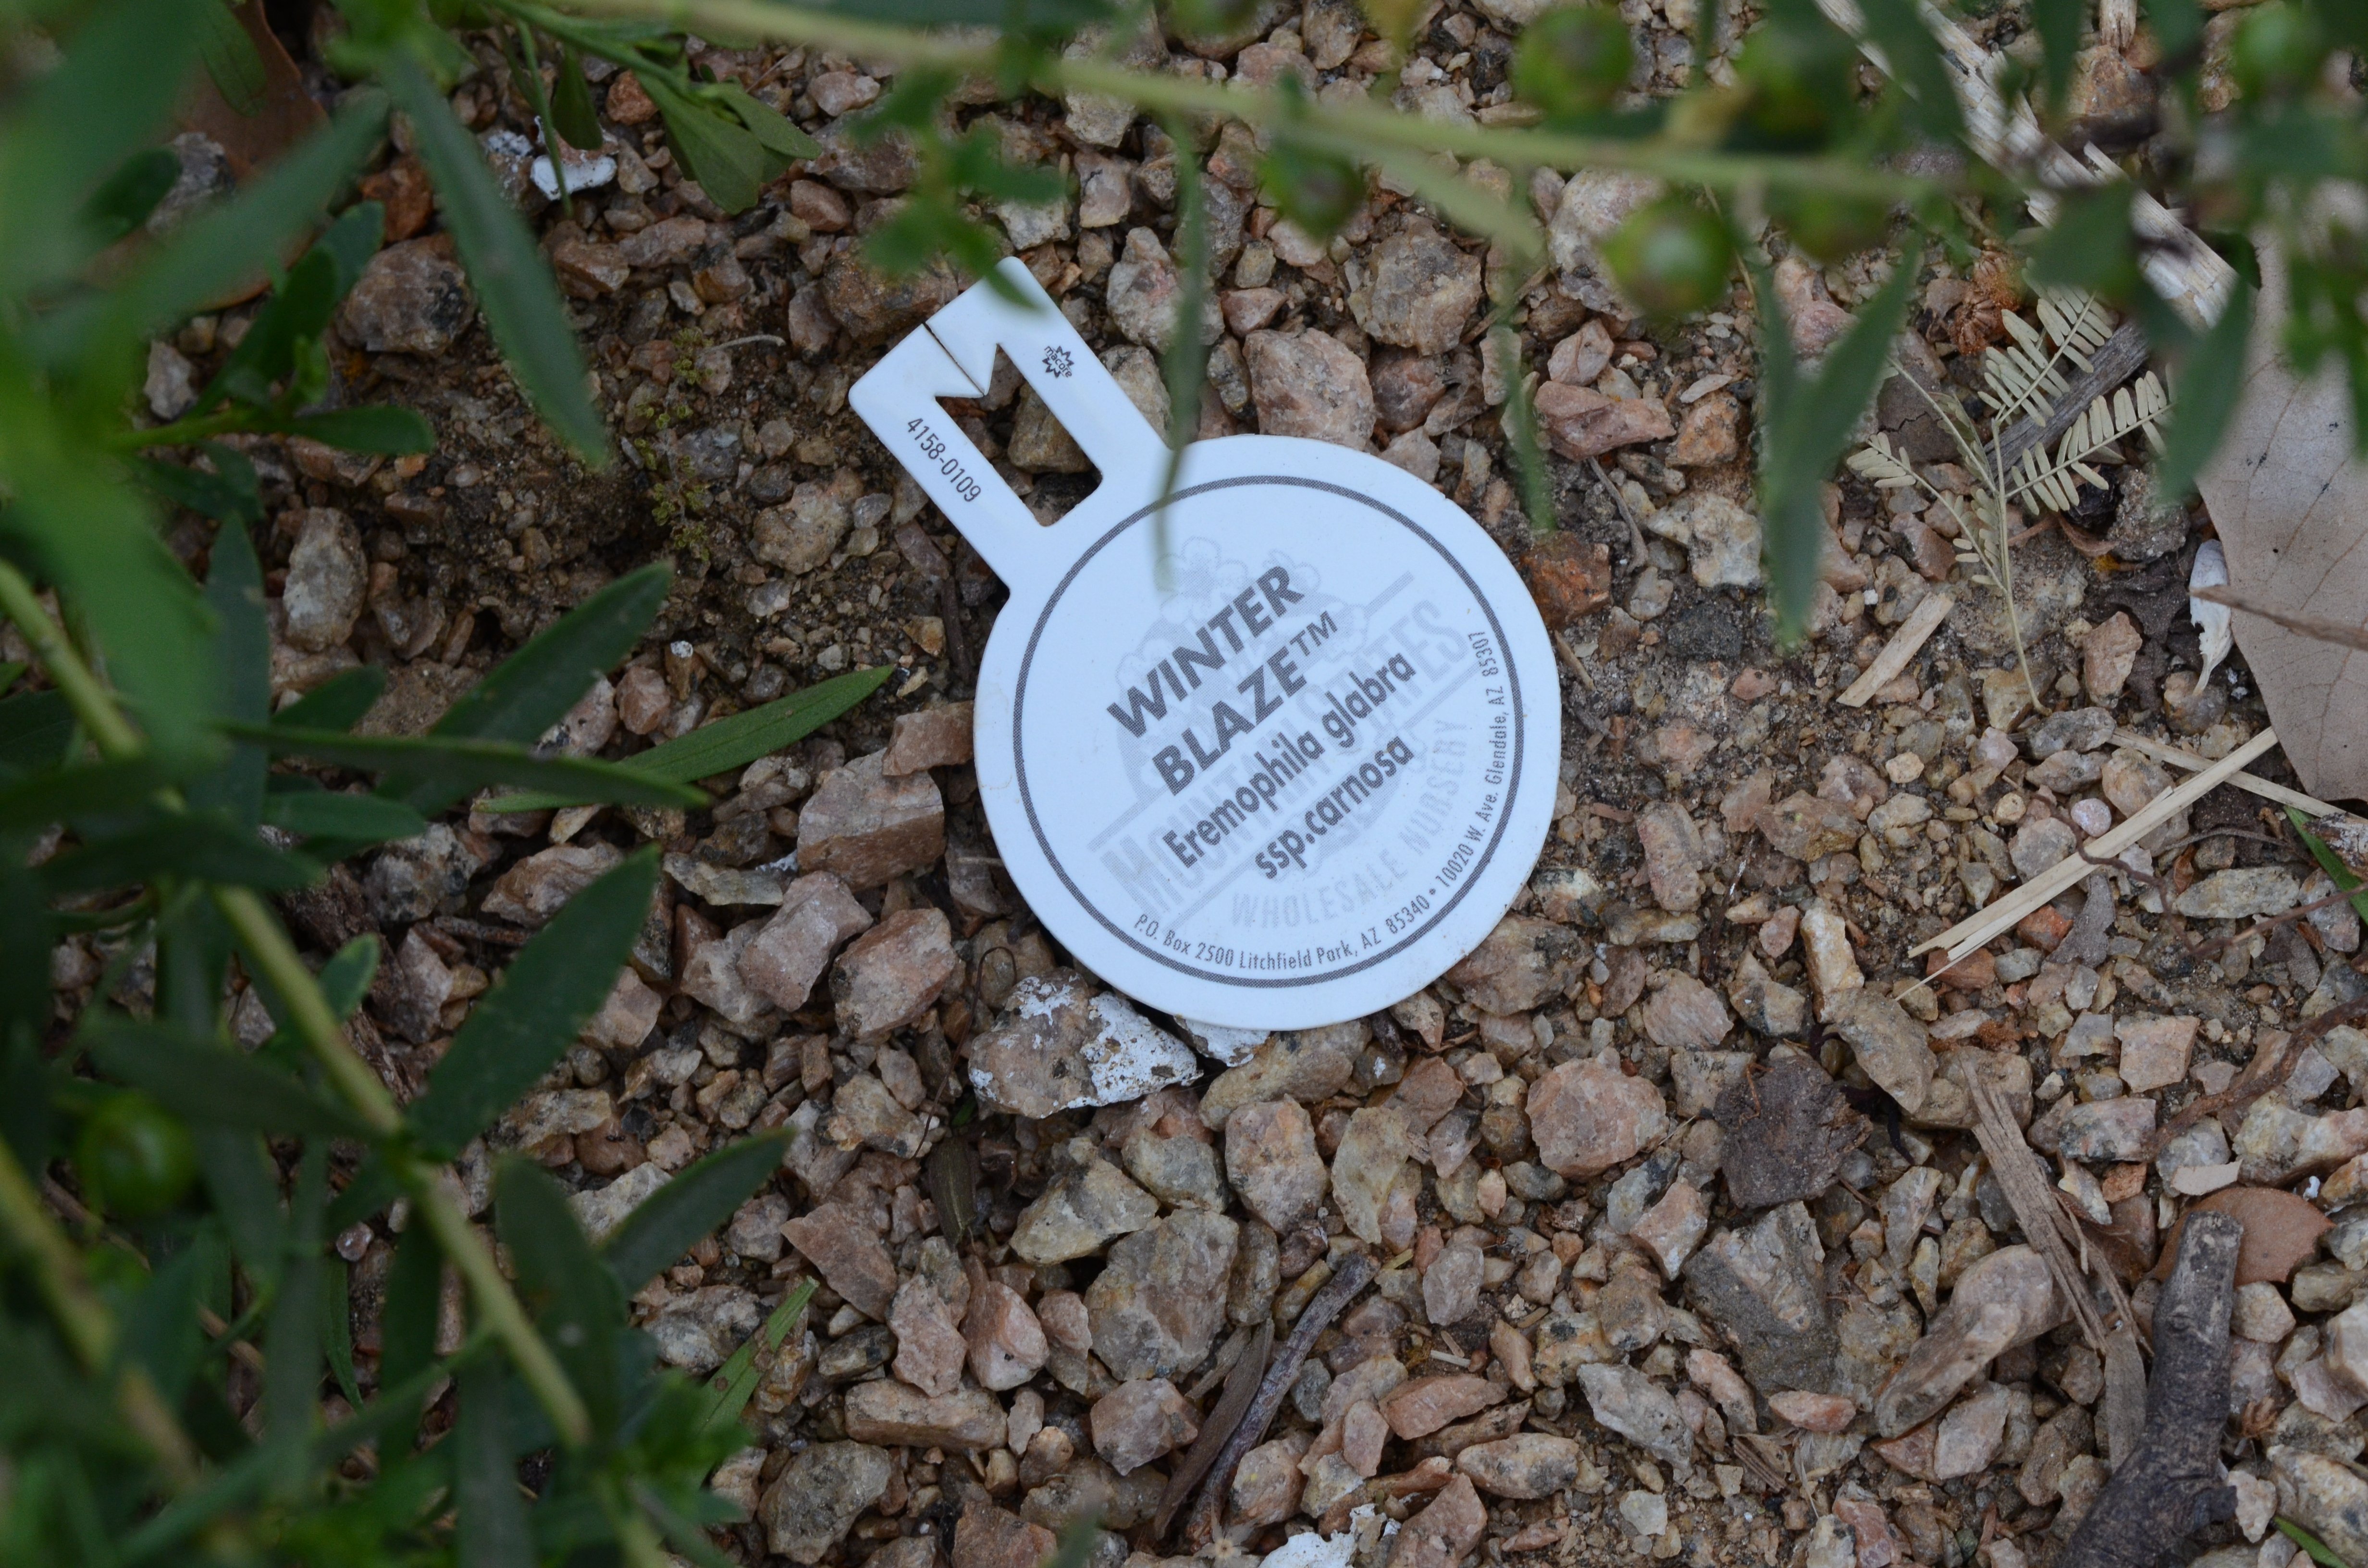 macore
4158-0109
WINTER
BLAZE™
Eremophila glabra
ssp.carnosa
MOUNTAIN STATES
WHOLESALE NURSERY
P.O. Box 2500 Litchfield Park, AZ 85340 • 10020 W. Ave. Glendale, AZ 85307